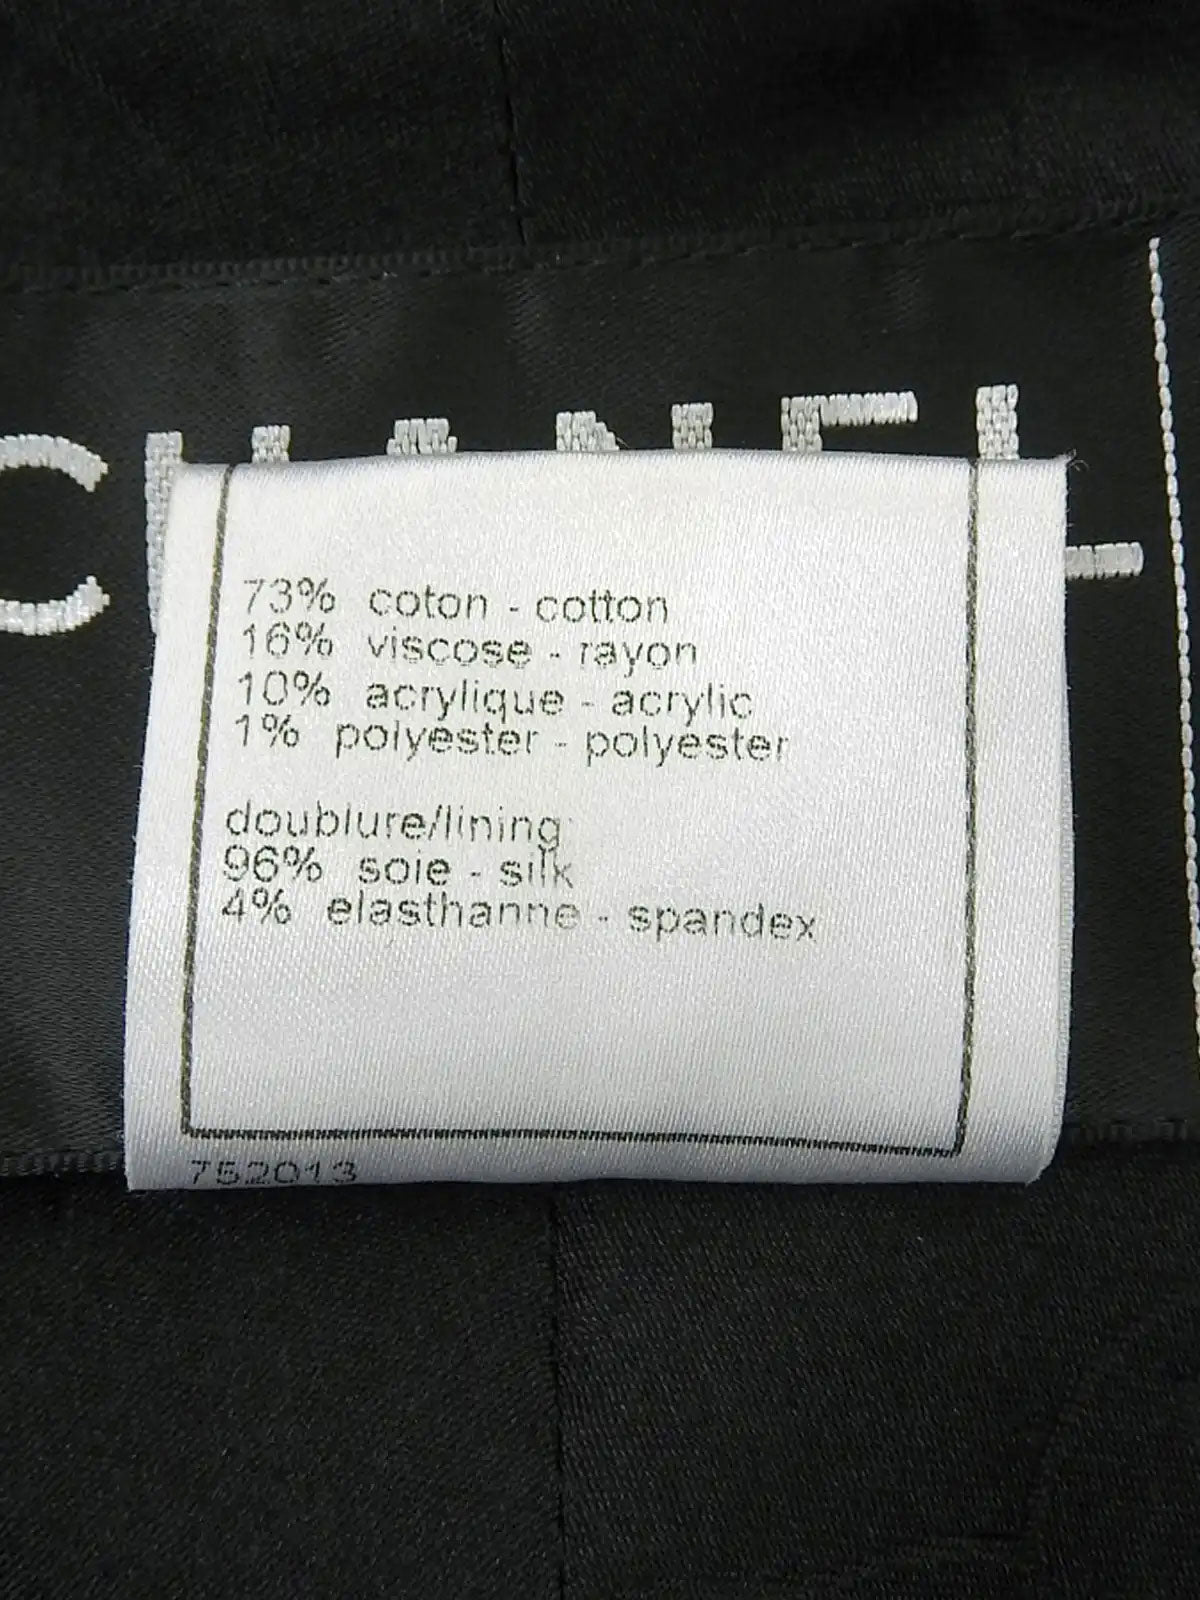 CHANEL
73% coton - cotton
16% viscose - rayon
10% acrylique - acrylic
1% polyester - polyester
doublure/lining:
96% soie - silk
4% elasthanne - spandex
752013